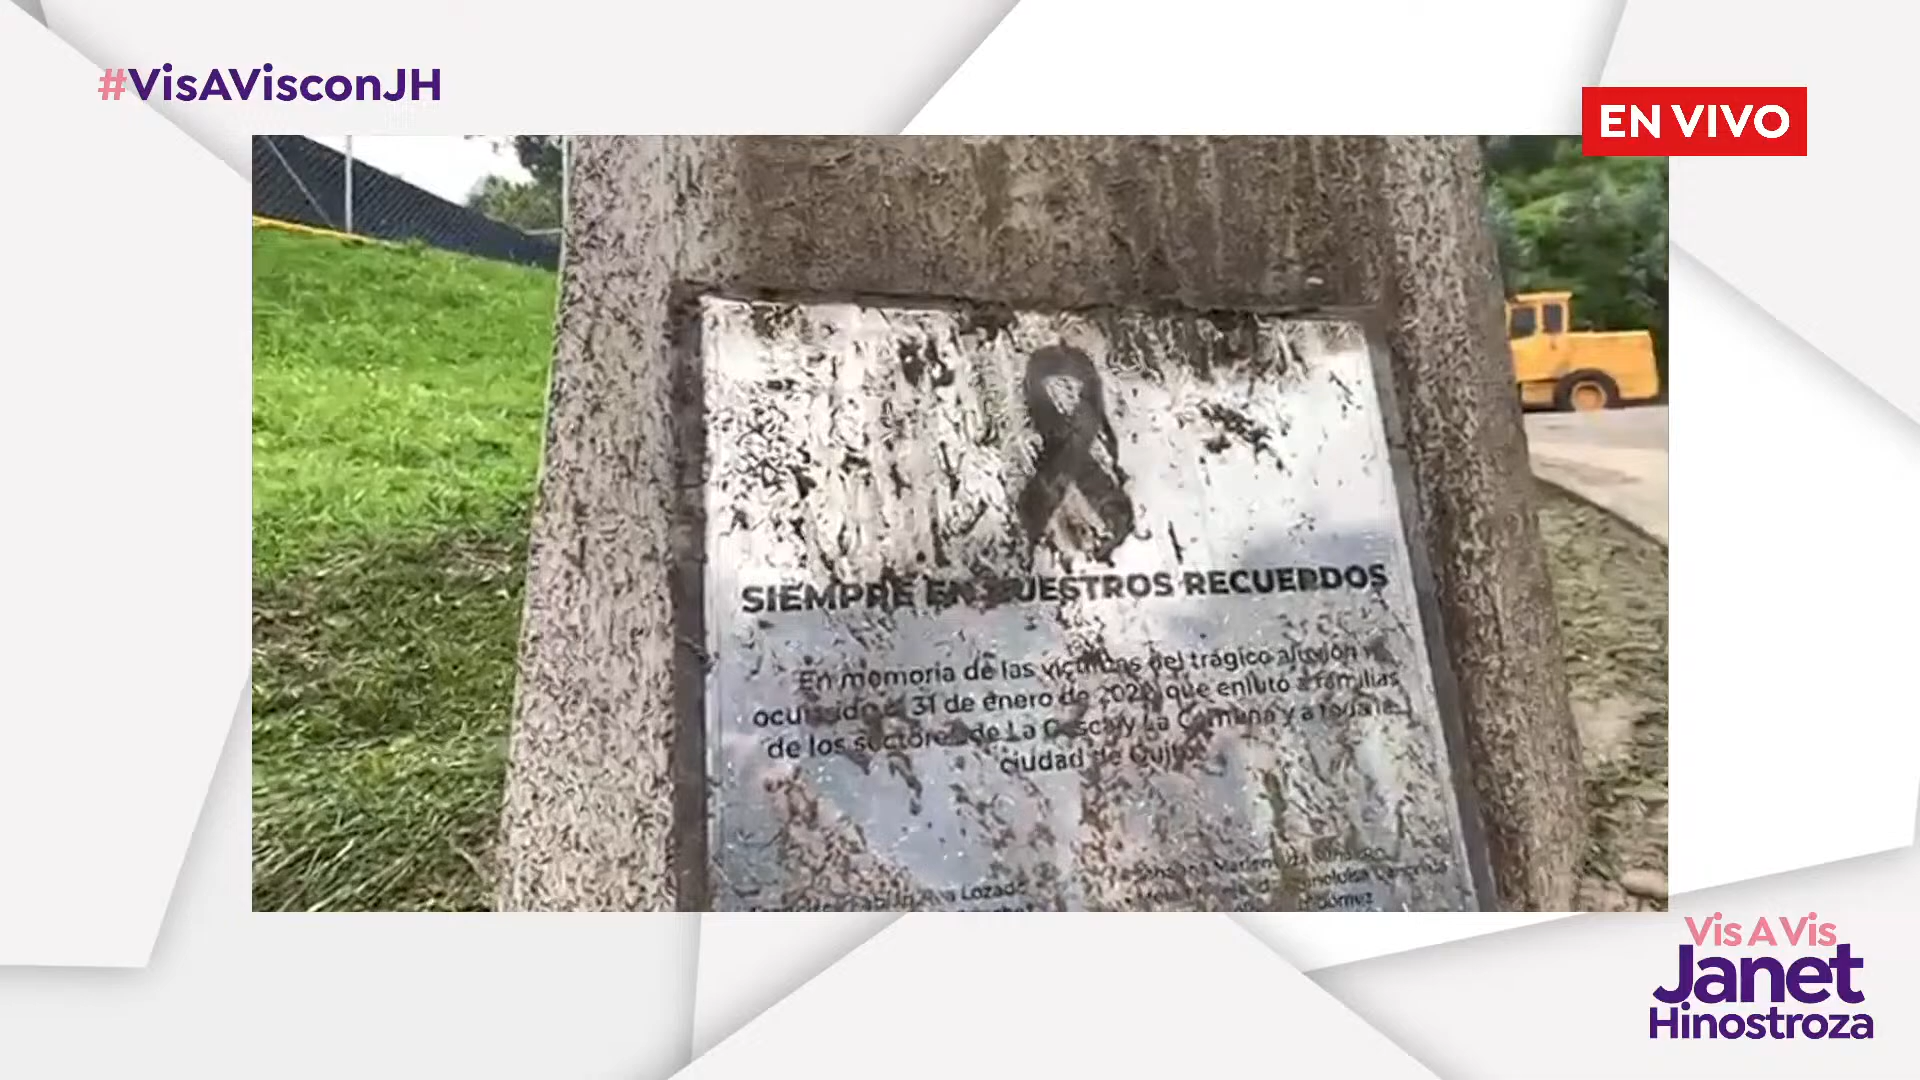 #VisAVisconJH
EN VIVO
SIEMPRE EN NUESTROS RECUERDOS
En memoria de las víctimas del trágico aluvión
ocurrido el 31 de enero de 2022, que enlutó a familias
de los sectores de La Gasca y La Comuna y a toda la
ciudad de Quito
Lozada
Vis A Vis
Janet
Hinostroza